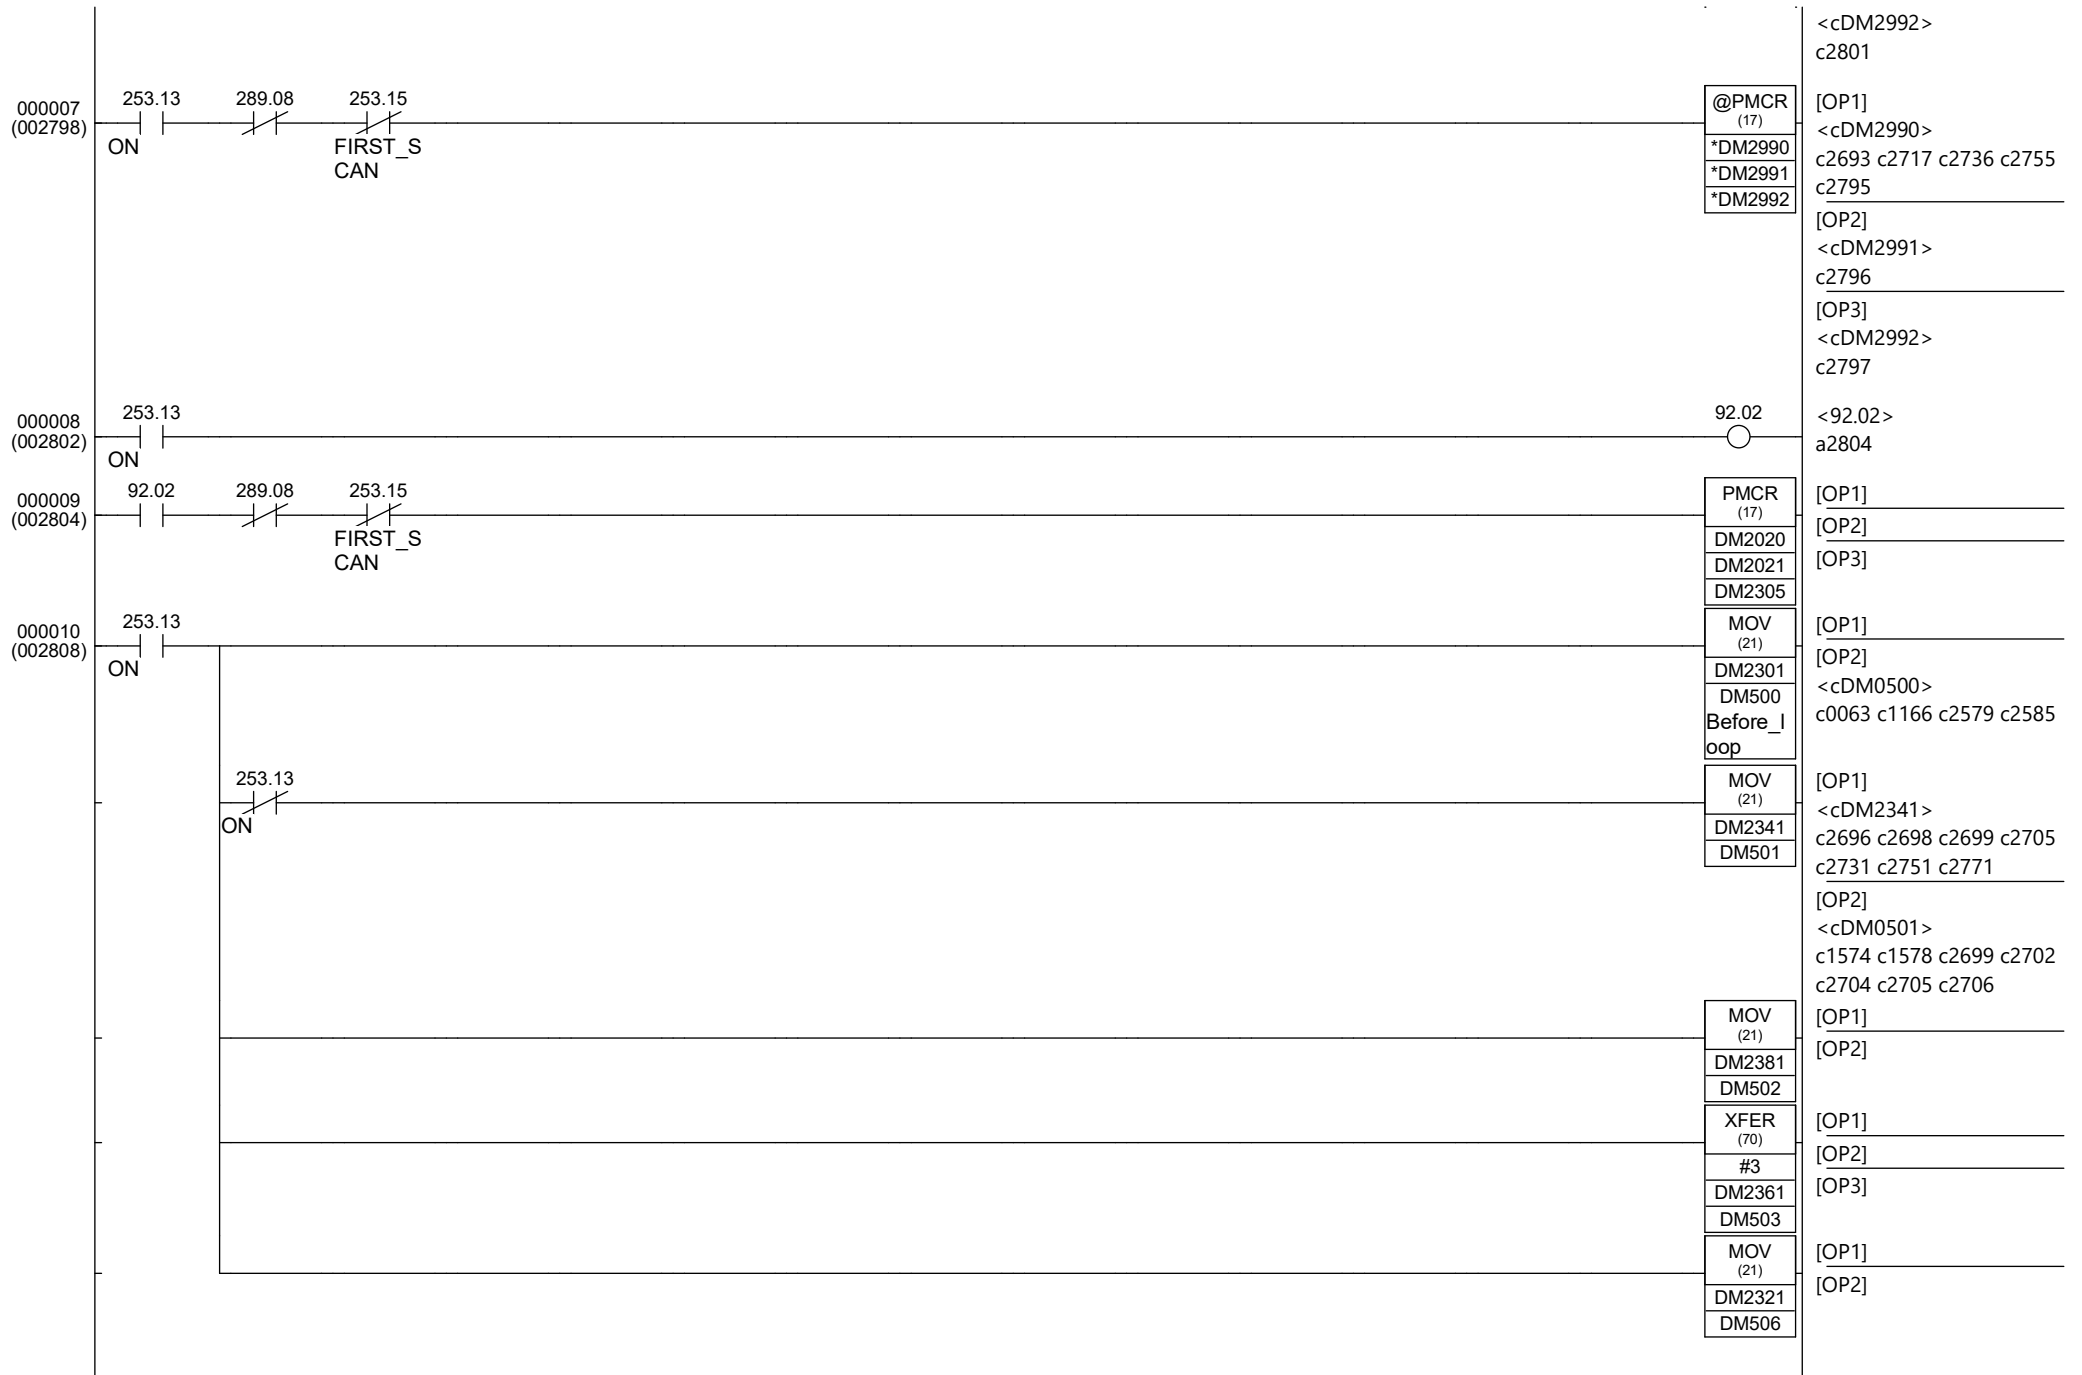 <cDM2992>
c2801
000007
(002798)
253.13
ON
289.08
253.15
FIRST_S
CAN
@PMCR
(17)
*DM2990
*DM2991
*DM2992
[OP1]
<cDM2990>
c2693 c2717 c2736 c2755
c2795
[OP2]
<cDM2991>
c2796
[OP3]
<cDM2992>
c2797
000008
(002802)
253.13
ON
92.02
<92.02>
a2804
000009
(002804)
92.02
289.08
253.15
FIRST_S
CAN
PMCR
(17)
DM2020
DM2021
DM2305
[OP1]
[OP2]
[OP3]
000010
(002808)
253.13
ON
MOV
(21)
DM2301
DM500
Before_l
oop
[OP1]
[OP2]
<cDM0500>
c0063 c1166 c2579 c2585
253.13
ON
MOV
(21)
DM2341
DM501
[OP1]
<cDM2341>
c2696 c2698 c2699 c2705
c2731 c2751 c2771
[OP2]
<cDM0501>
c1574 c1578 c2699 c2702
c2704 c2705 c2706
MOV
(21)
DM2381
DM502
[OP1]
[OP2]
XFER
(70)
#3
DM2361
DM503
[OP1]
[OP2]
[OP3]
MOV
(21)
DM2321
DM506
[OP1]
[OP2]